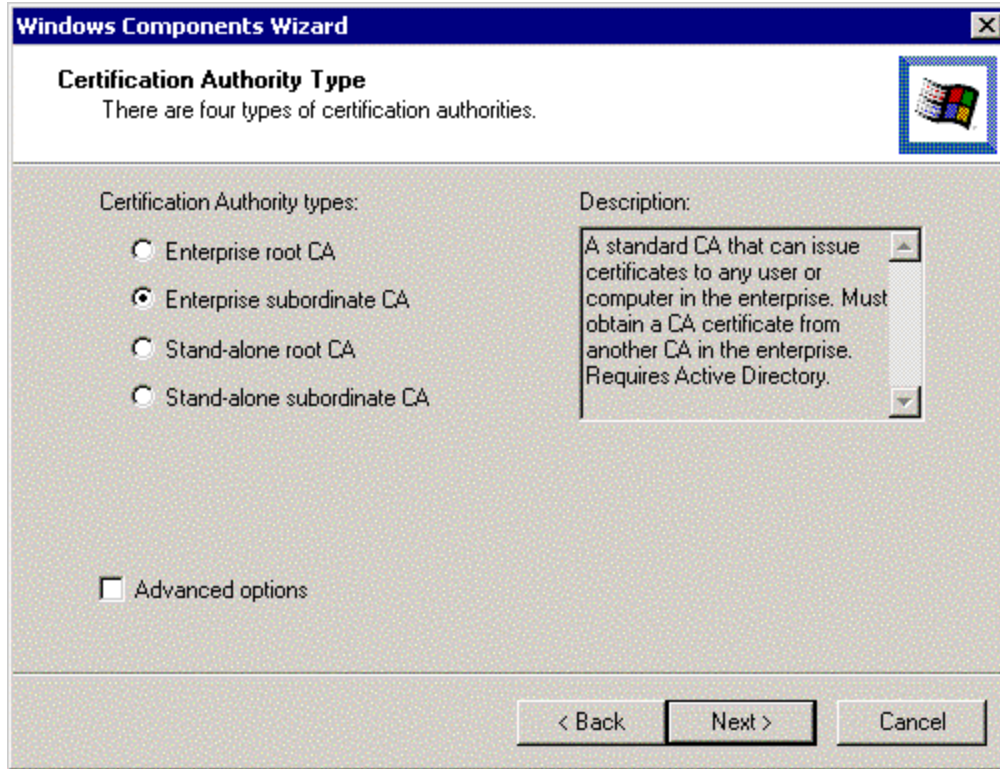 Windows Components Wizard
Certification Authority Type
There are four types of certification authorities.
Certification Authority types:
Enterprise root CA
Enterprise subordinate CA
Stand-alone root CA
Stand-alone subordinate CA
Description:
A standard CA that can issue
certificates to any user or
computer in the enterprise. Must
obtain a CA certificate from
another CA in the enterprise.
Requires Active Directory.
Advanced options
< Back
Next >
Cancel